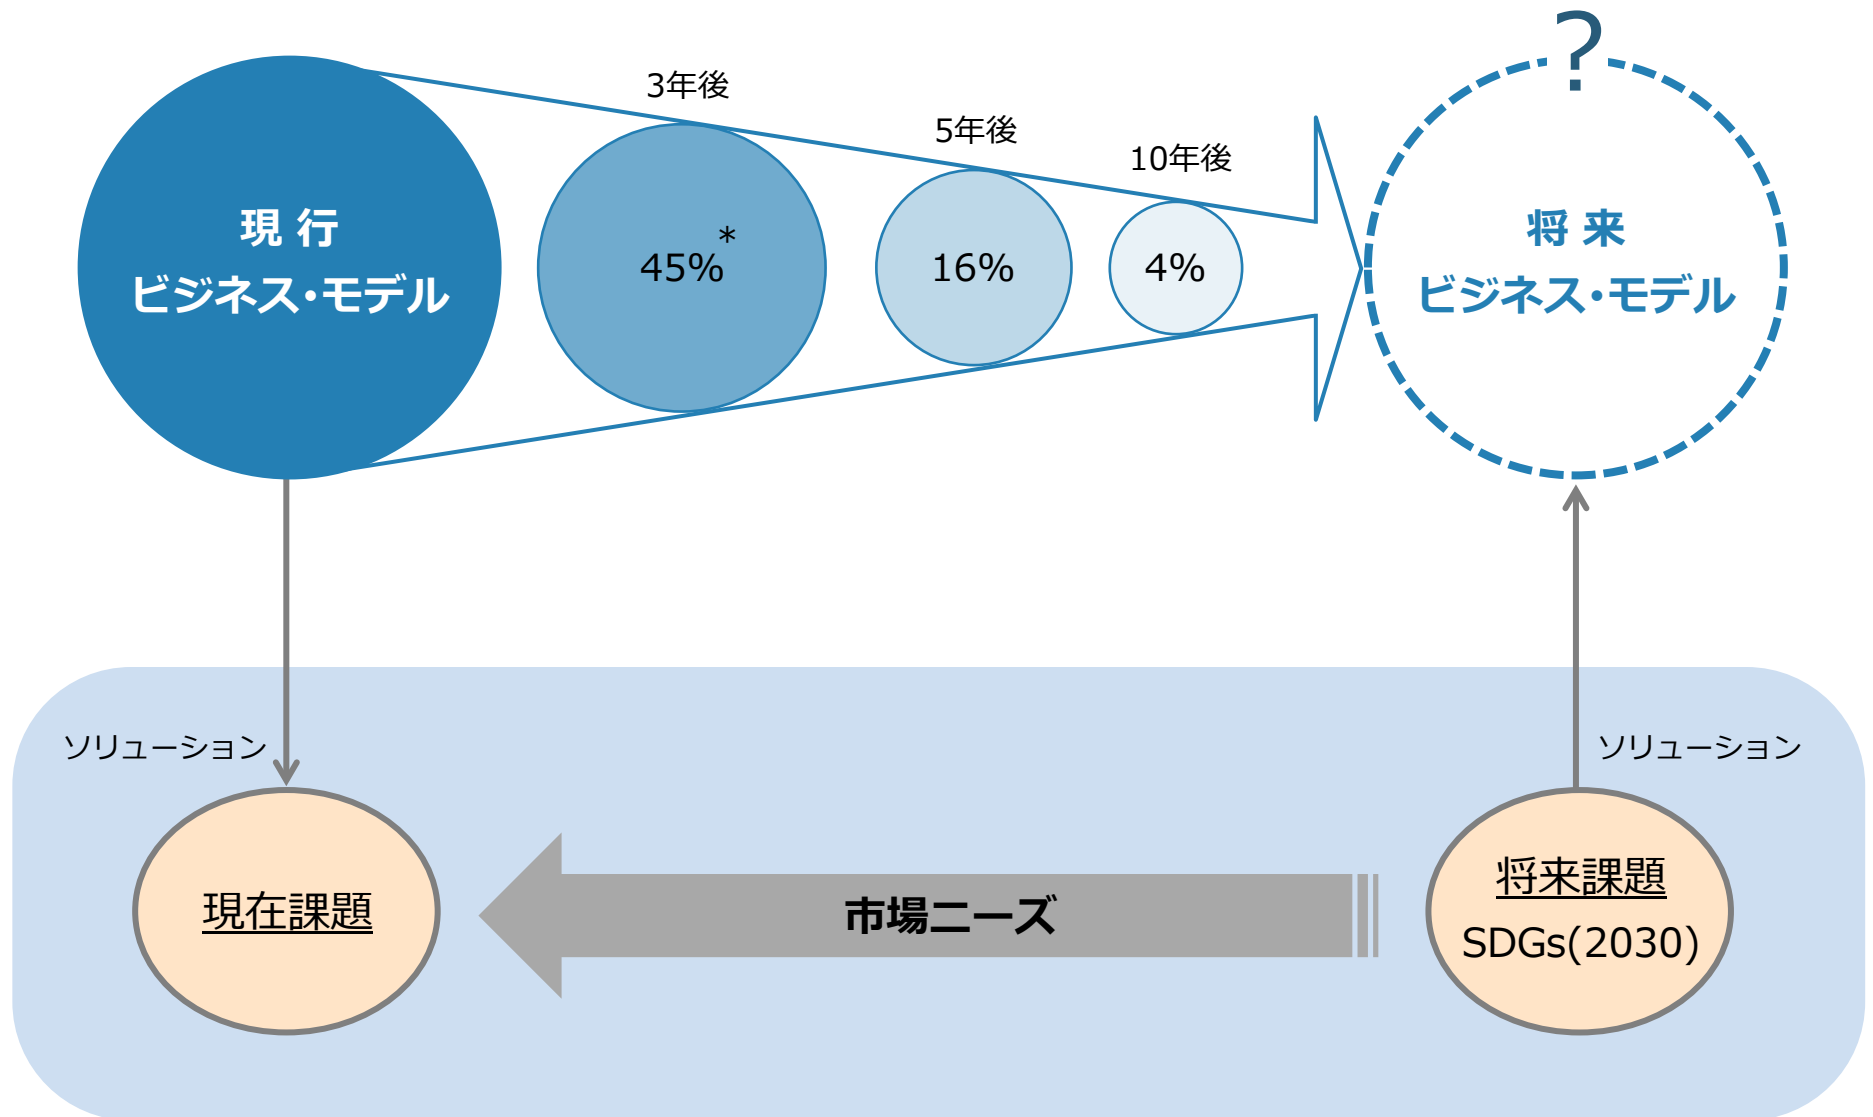 ?
3年後
5年後
10年後
現 行
ビジネス・モデル
45%*
16%
4%
将 来
ビジネス・モデル
ソリューション
ソリューション
現在課題
市場ニーズ
将来課題
SDGs(2030)